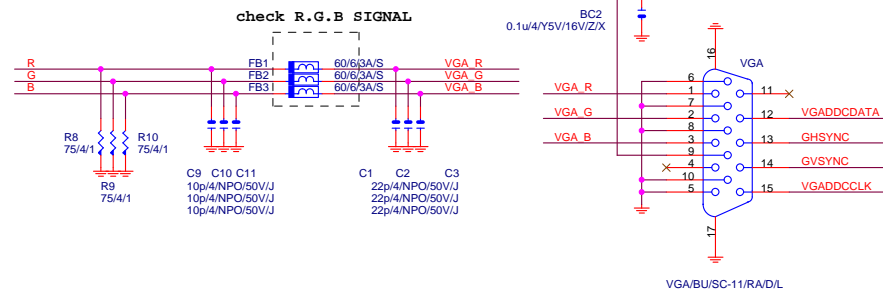 check R.G.B SIGNAL
BC2
0.1u/4/Y5V/16V/Z/X
R FB1 60/6/3A/S VGA_R
G FB2 60/6/3A/S VGA_G
B FB3 60/6/3A/S VGA_B
R8 R10
75/4/1 75/4/1
R9
75/4/1
C9 C10 C11
10p/4/NPO/50V/J
10p/4/NPO/50V/J
10p/4/NPO/50V/J
C1 C2 C3
22p/4/NPO/50V/J
22p/4/NPO/50V/J
22p/4/NPO/50V/J
16 VGA
6
VGA_R 1 11
7
VGA_G 2 12 VGADDCDATA
8
VGA_B 3 13 GHSYNC
9
4 14 GVSYNC
10
5 15 VGADDCCLK
17
VGA/BU/SC-11/RA/D/L